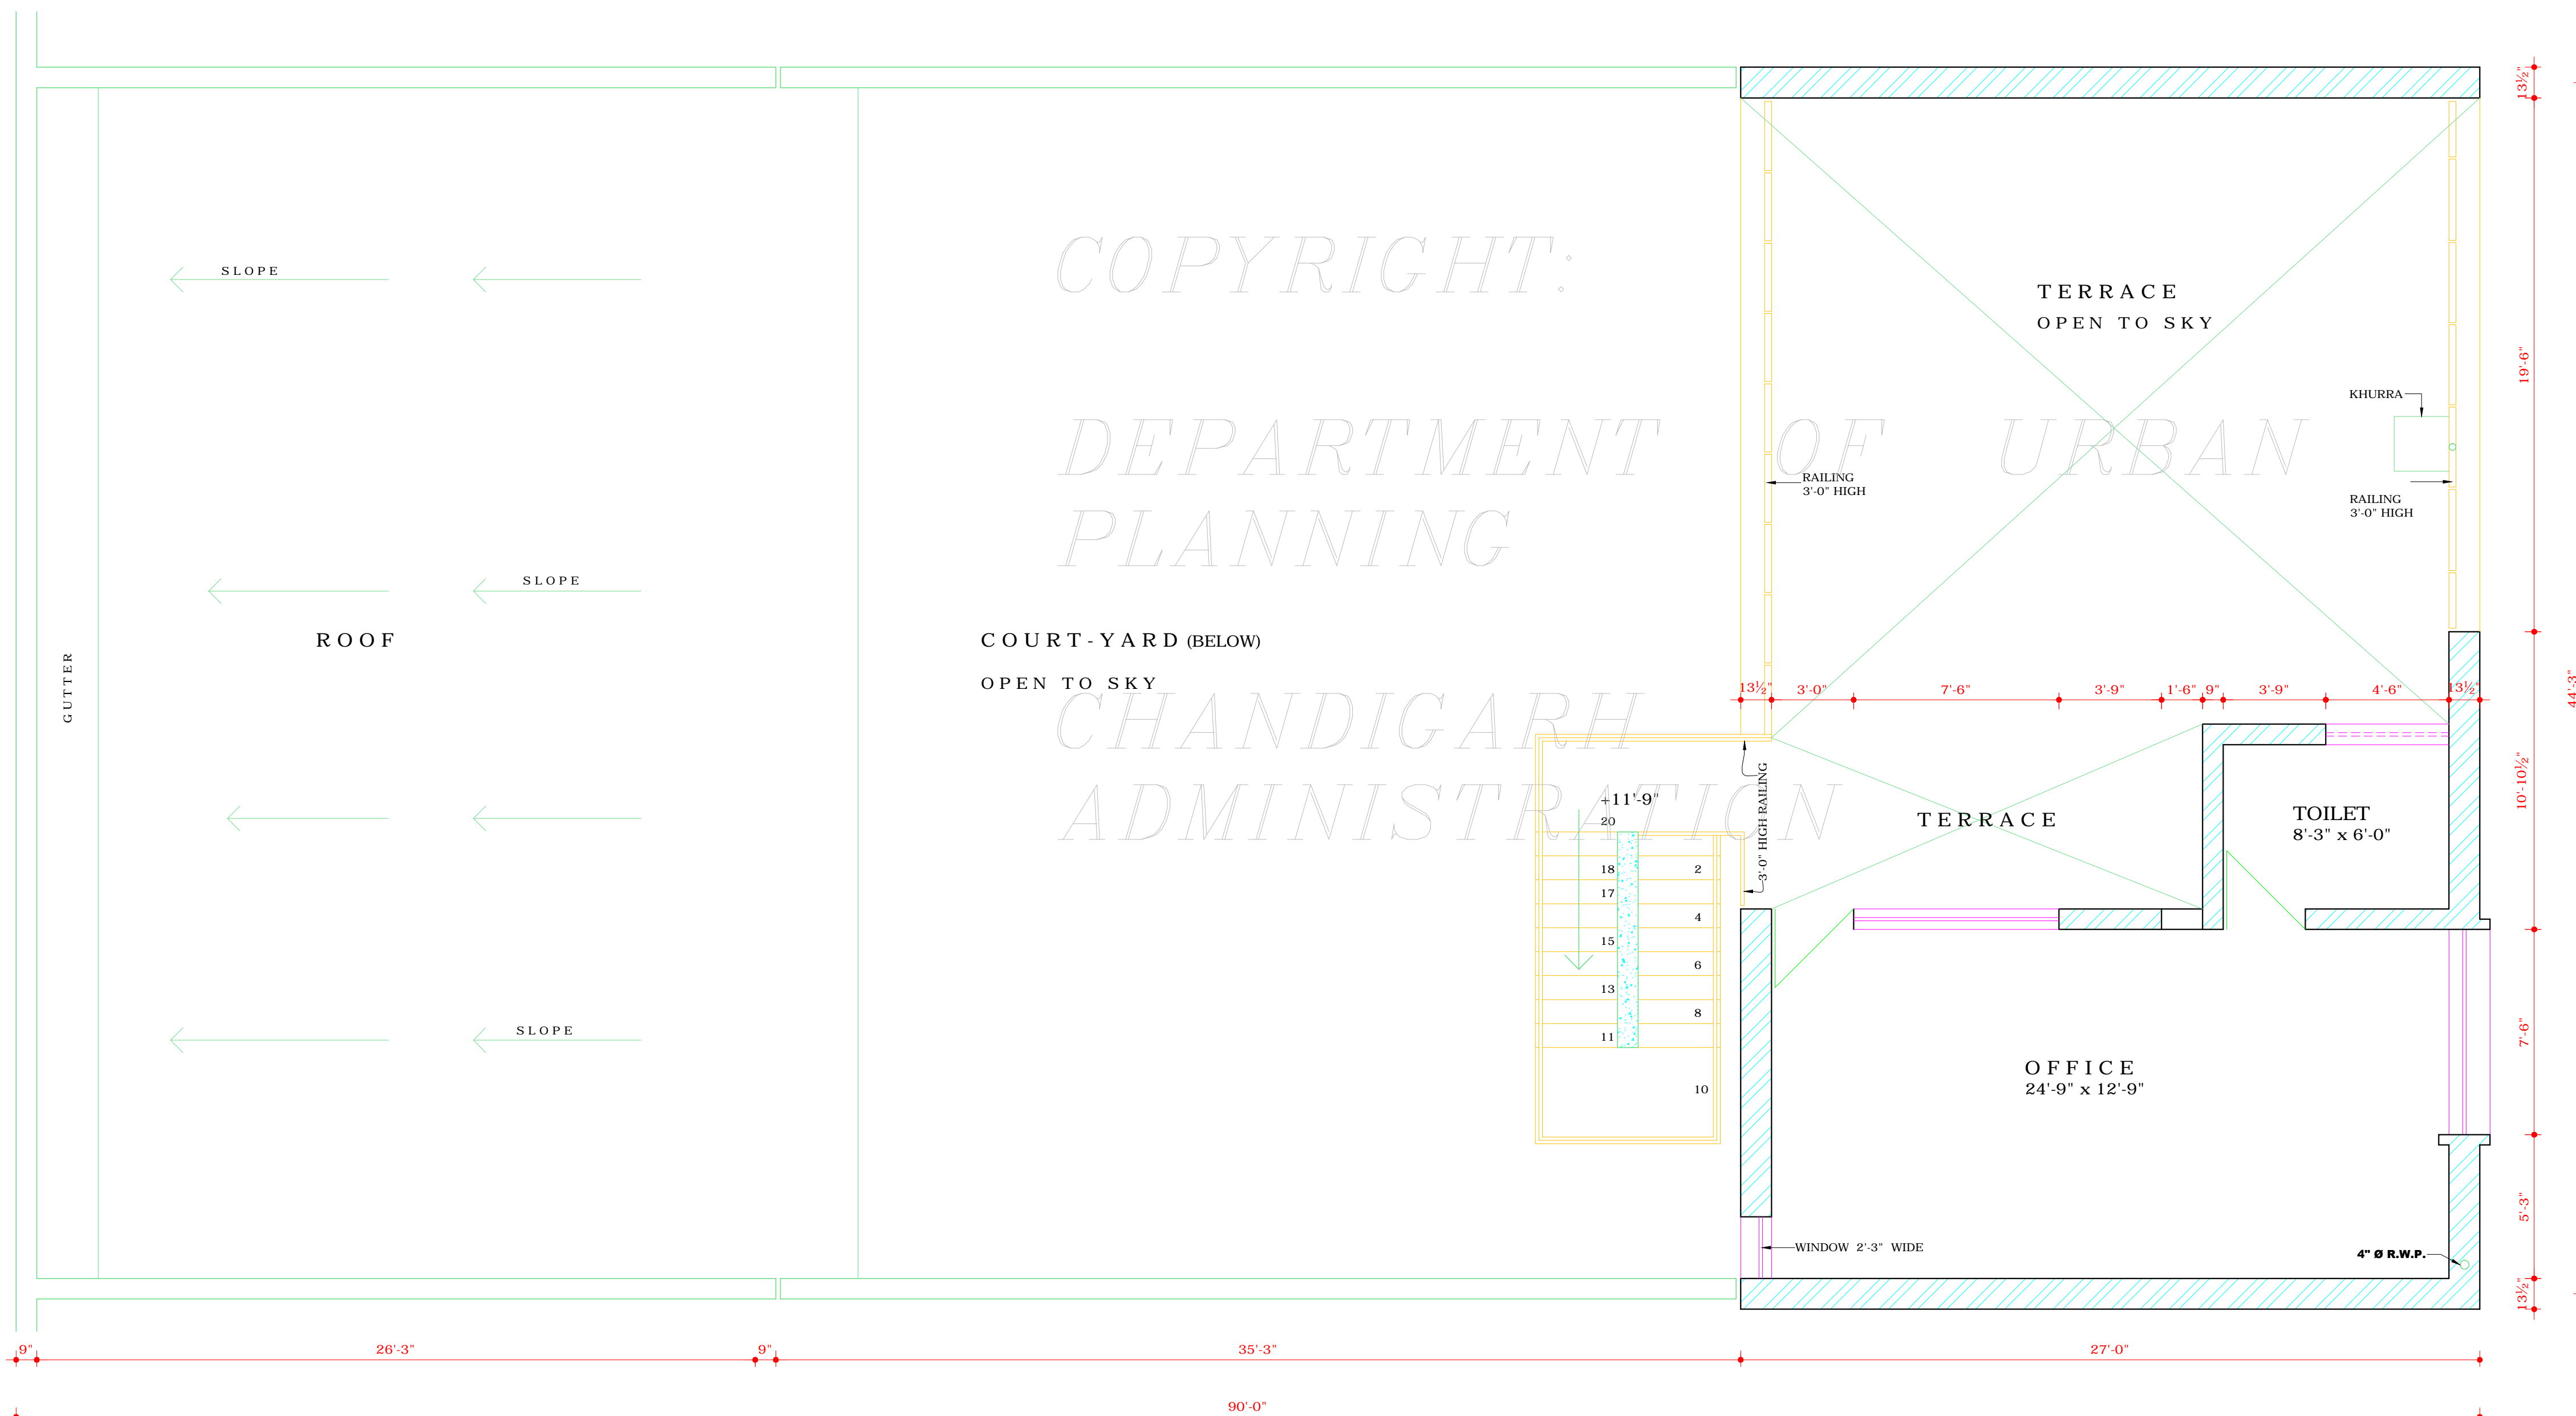 13½"
SLOPE
COPYRIGHT:
TERRACE
OPEN TO SKY
19'-6"
KHURRA
DEPARTMENT OF URBAN
RAILING
3'-0" HIGH
RAILING
3'-0" HIGH
PLANNING
SLOPE
ROOF
COURT-YARD (BELOW)
OPEN TO SKY
GUTTER
CHANDIGARH
13½" 3'-0" 7'-6" 3'-9" 1'-6" 9" 3'-9" 4'-6" 13½"
44'-3"
10'-10½"
ADMINISTRATION
+11'-9"
3'-0" HIGH RAILING
TERRACE
TOILET
8'-3" x 6'-0"
20
18 2
17
4
15
6
13
8
11
10
SLOPE
OFFICE
24'-9" x 12'-9"
7'-6"
5'-3"
WINDOW 2'-3" WIDE
4" Ø R.W.P.
13½"
9" 26'-3" 9" 35'-3" 27'-0"
90'-0"